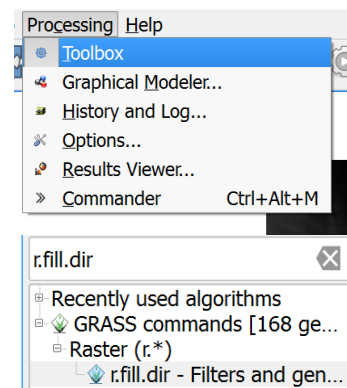 Processing Help
Toolbox
Graphical Modeler...
History and Log...
Options...
Results Viewer...
Commander Ctrl+Alt+M
r.fill.dir
Recently used algorithms
GRASS commands [168 ge...
Raster (r.*)
r.fill.dir - Filters and gen...